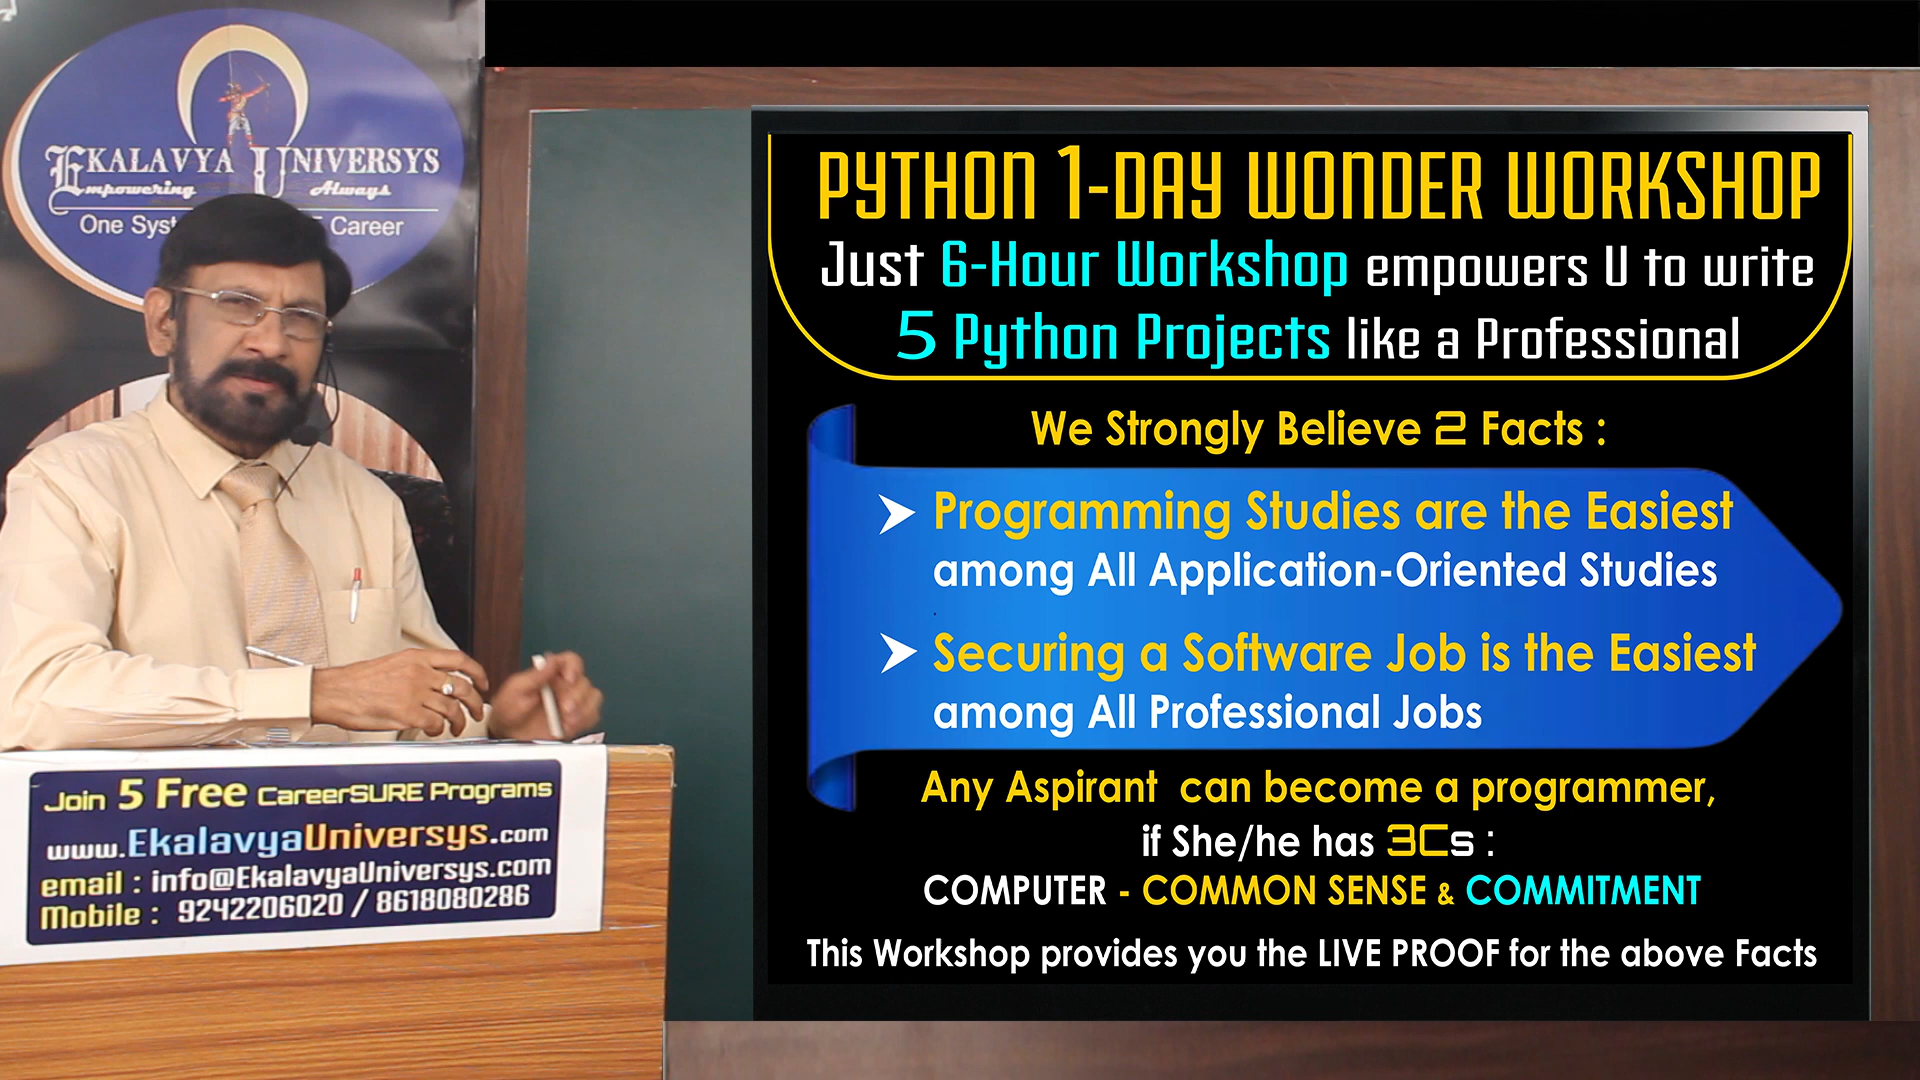 EKALAVYA UNIVERSYS
Empowering Always
One Career
PYTHON 1-DAY WONDER WORKSHOP
Just 6-Hour Workshop empowers U to write
5 Python Projects like a Professional
We Strongly Believe 2 Facts :
Programming Studies are the Easiest
among All Application-Oriented Studies
Securing a Software Job is the Easiest
among All Professional Jobs
Any Aspirant can become a programmer,
if She/he has 3Cs :
COMPUTER - COMMON SENSE & COMMITMENT
This Workshop provides you the LIVE PROOF for the above Facts
Join 5 Free CareerSURE Programs
www.EkalavyaUniversys.com
email : info@EkalavyaUniversys.com
Mobile : 9242206020 / 8618080286